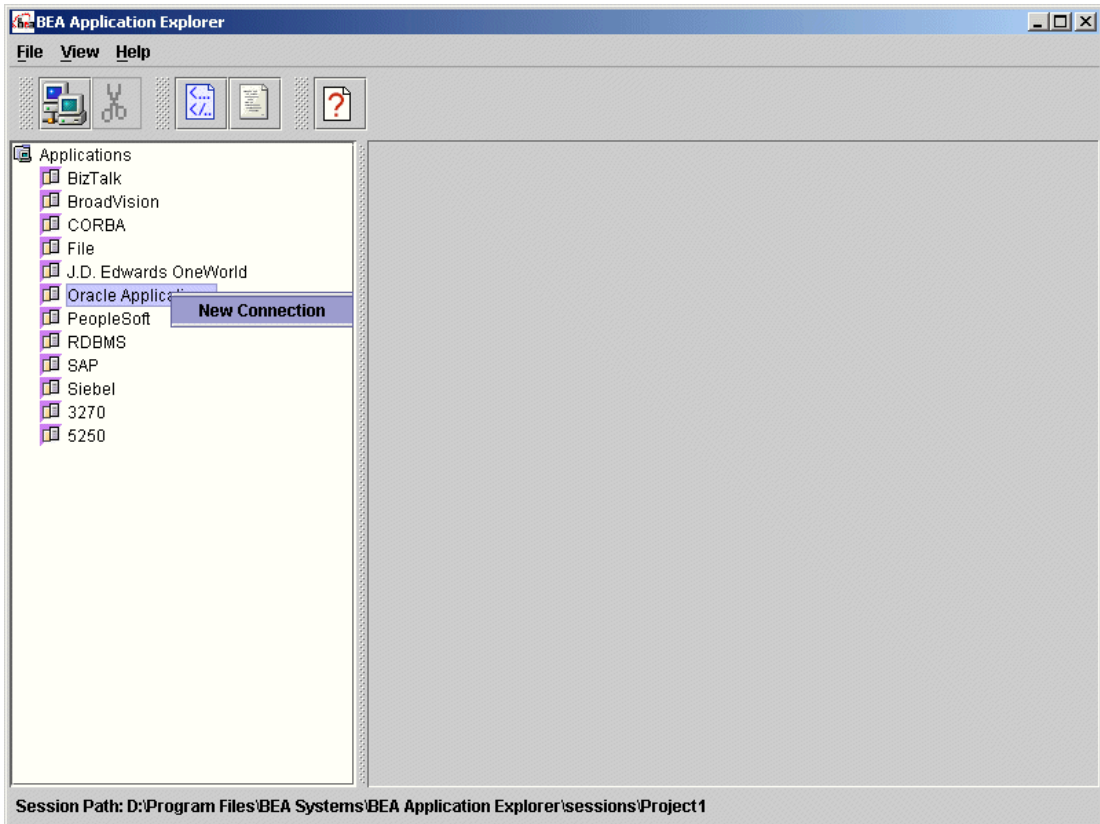 BEA Application Explorer
File View Help
Applications
BizTalk
BroadVision
CORBA
File
J.D. Edwards OneWorld
Oracle
New Connection
PeopleSoft
RDBMS
SAP
Siebel
3270
5250
Session Path: D:\Program Files\BEA Systems\BEA Application Explorer\sessions\Project1